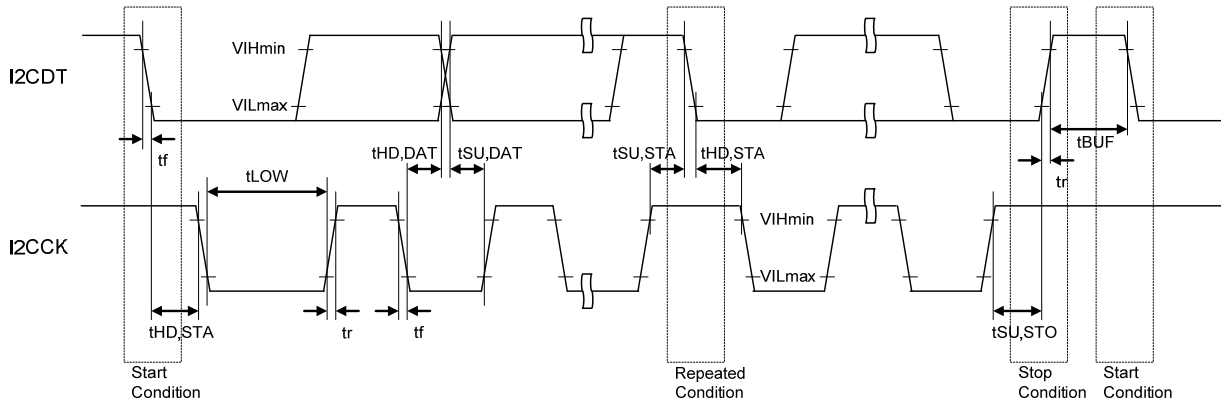 I2CDT
VIHmin
VILmax
tf
tHD,DAT
tSU,DAT
tSU,STA
tHD,STA
tBUF
tr
tLOW
I2CCK
VIHmin
VILmax
tHD,STA
tr
tf
tSU,STO
Start
Condition
Repeated
Condition
Stop
Condition
Start
Condition